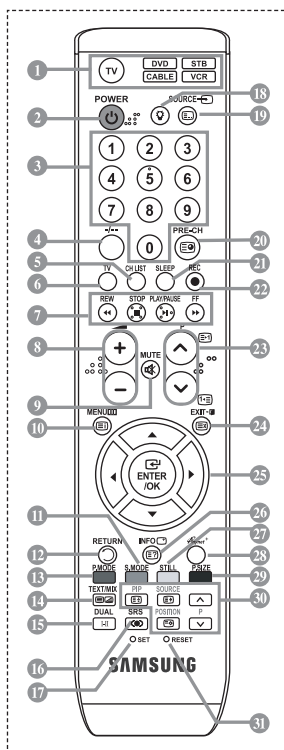 1 TV DVD STB
CABLE VCR
POWER SOURCE 18
2 19
3 1 2 3
4 5 6
7 8 9
4 -/-- 0 PRE-CH 20
5 21
6 TV CH LIST SLEEP REC 22
7 REW STOP PLAY/PAUSE FF
8 + P 23
9 − MUTE
10 MENU EXIT 24
ENTER
/OK 25
11 26
27
12 RETURN INFO 28
13 P.MODE S.MODE STILL P.SIZE 29
14 TEXT/MIX PIP SOURCE 30
15 DUAL I-II SRS POSITION P
16
17 SET RESET 31
SAMSUNG